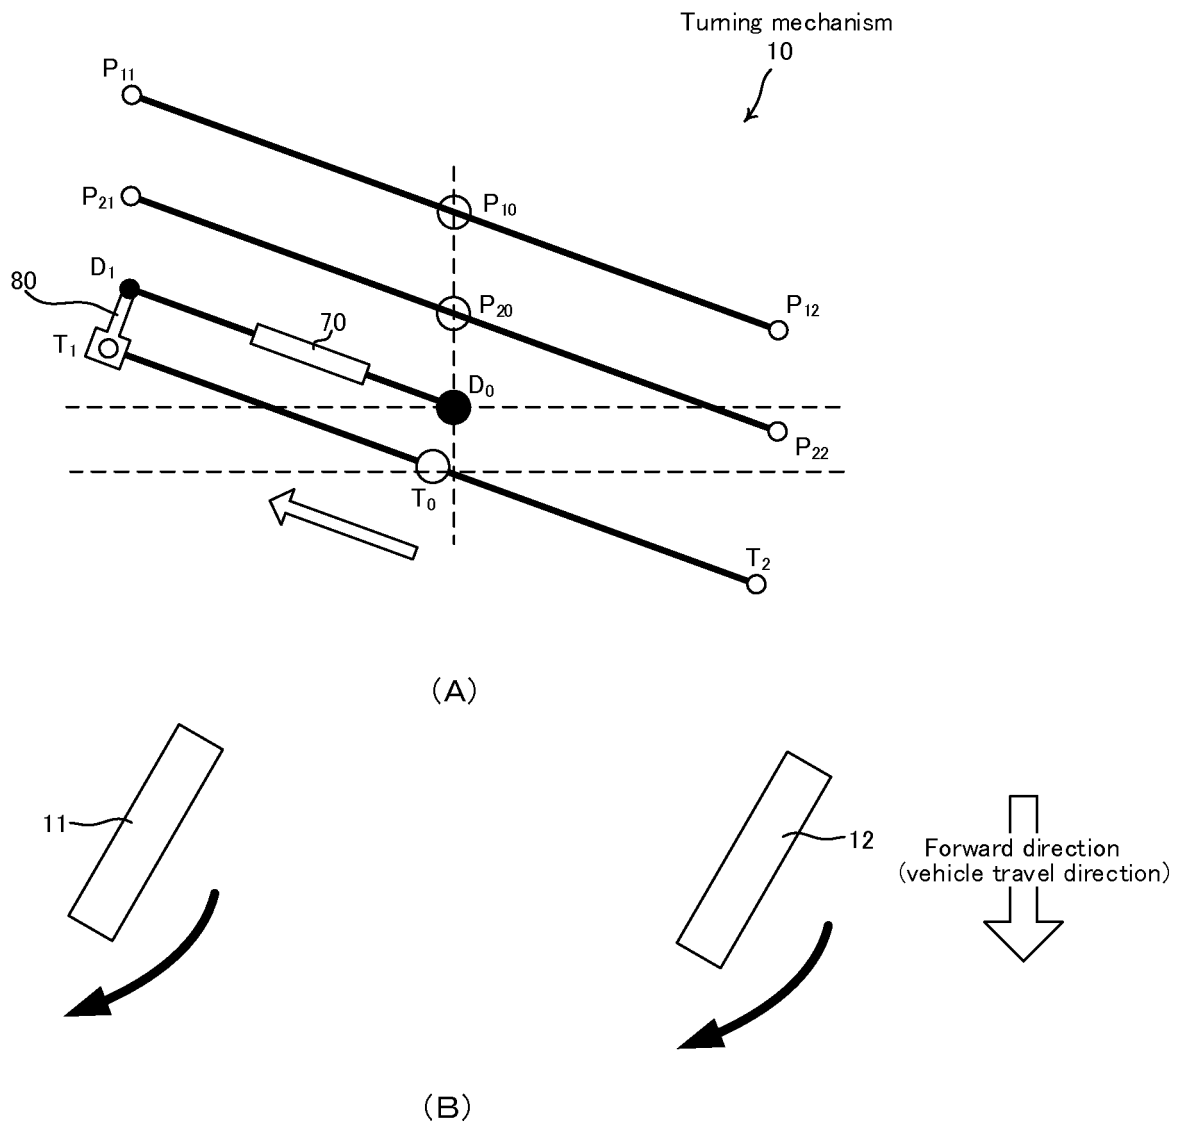 Turning mechanism
10
P11
P21
P10
80
D1
P20
P12
70
T1
D0
P22
T0
T2
(A)
11
12
Forward direction
(vehicle travel direction)
(B)